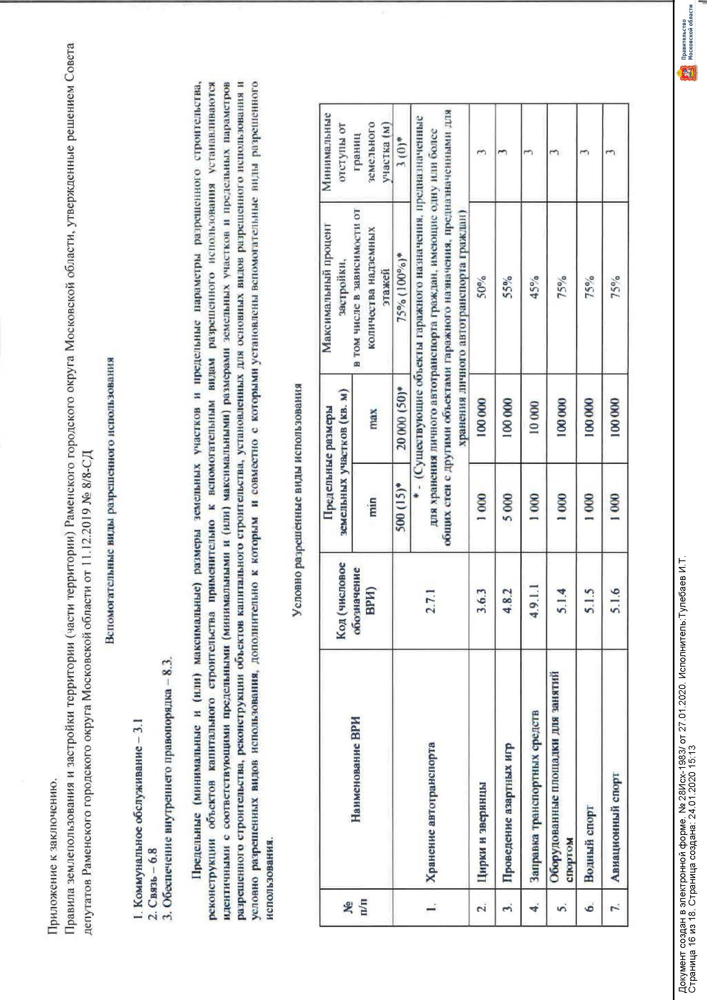 Приложение к заключению.
Правила землепользования и застройки территории (части территории) Раменского городского округа Московской области, утвержденные решением Совета
депутатов Раменского городского округа Московской области от 11.12.2019 № 8/8-СД
Вспомогательные виды разрешенного использования
1. Коммунальное обслуживание – 3.1
2. Связь – 6.8
3. Обеспечение внутреннего правопорядка – 8.3.
Предельные (минимальные и (или) максимальные) размеры земельных участков и предельные параметры разрешенного строительства,
реконструкции объектов капитального строительства применительно к вспомогательным видам разрешенного использования устанавливаются
идентичными с соответствующими предельными (минимальными и (или) максимальными) размерами земельных участков и предельных параметров
разрешенного строительства, реконструкции объектов капитального строительства, установленных для основных видов разрешенного использования и
условно разрешенных видов использования, дополнительно к которым и совместно с которыми установлены вспомогательные виды разрешенного
использования.
Условно разрешенные виды использования
№ п/п
Наименование ВРИ
Код (числовое
обозначение
ВРИ)
Предельные размеры
земельных участков (кв. м)
min
max
Максимальный процент
застройки,
в том числе в зависимости от
количества надземных
этажей
Минимальные
отступы от
границ
земельного
участка (м)
1. Хранение автотранспорта 2.7.1 500 (15)* 20 000 (50)* 75% (100%)* 3 (0)*
* - (Существующие объекты гаражного назначения, предназначенные
для хранения личного автотранспорта граждан, имеющие одну или более
общих стен с другими объектами гаражного назначения, предназначенными для
хранения личного автотранспорта граждан)
2. Цирки и зверинцы 3.6.3 1 000 100 000 50% 3
3. Проведение азартных игр 4.8.2 5 000 100 000 55% 3
4. Заправка транспортных средств 4.9.1.1 1 000 10 000 45% 3
5. Оборудованные площадки для занятий
спортом 5.1.4 1 000 100 000 75% 3
6. Водный спорт 5.1.5 1 000 100 000 75% 3
7. Авиационный спорт 5.1.6 1 000 100 000 75% 3
Документ создан в электронной форме. № 28Исх-1983/ от 27.01.2020. Исполнитель:Тулебаев И.Т.
Страница 16 из 18. Страница создана: 24.01.2020 15:13
Правительство
Московской области